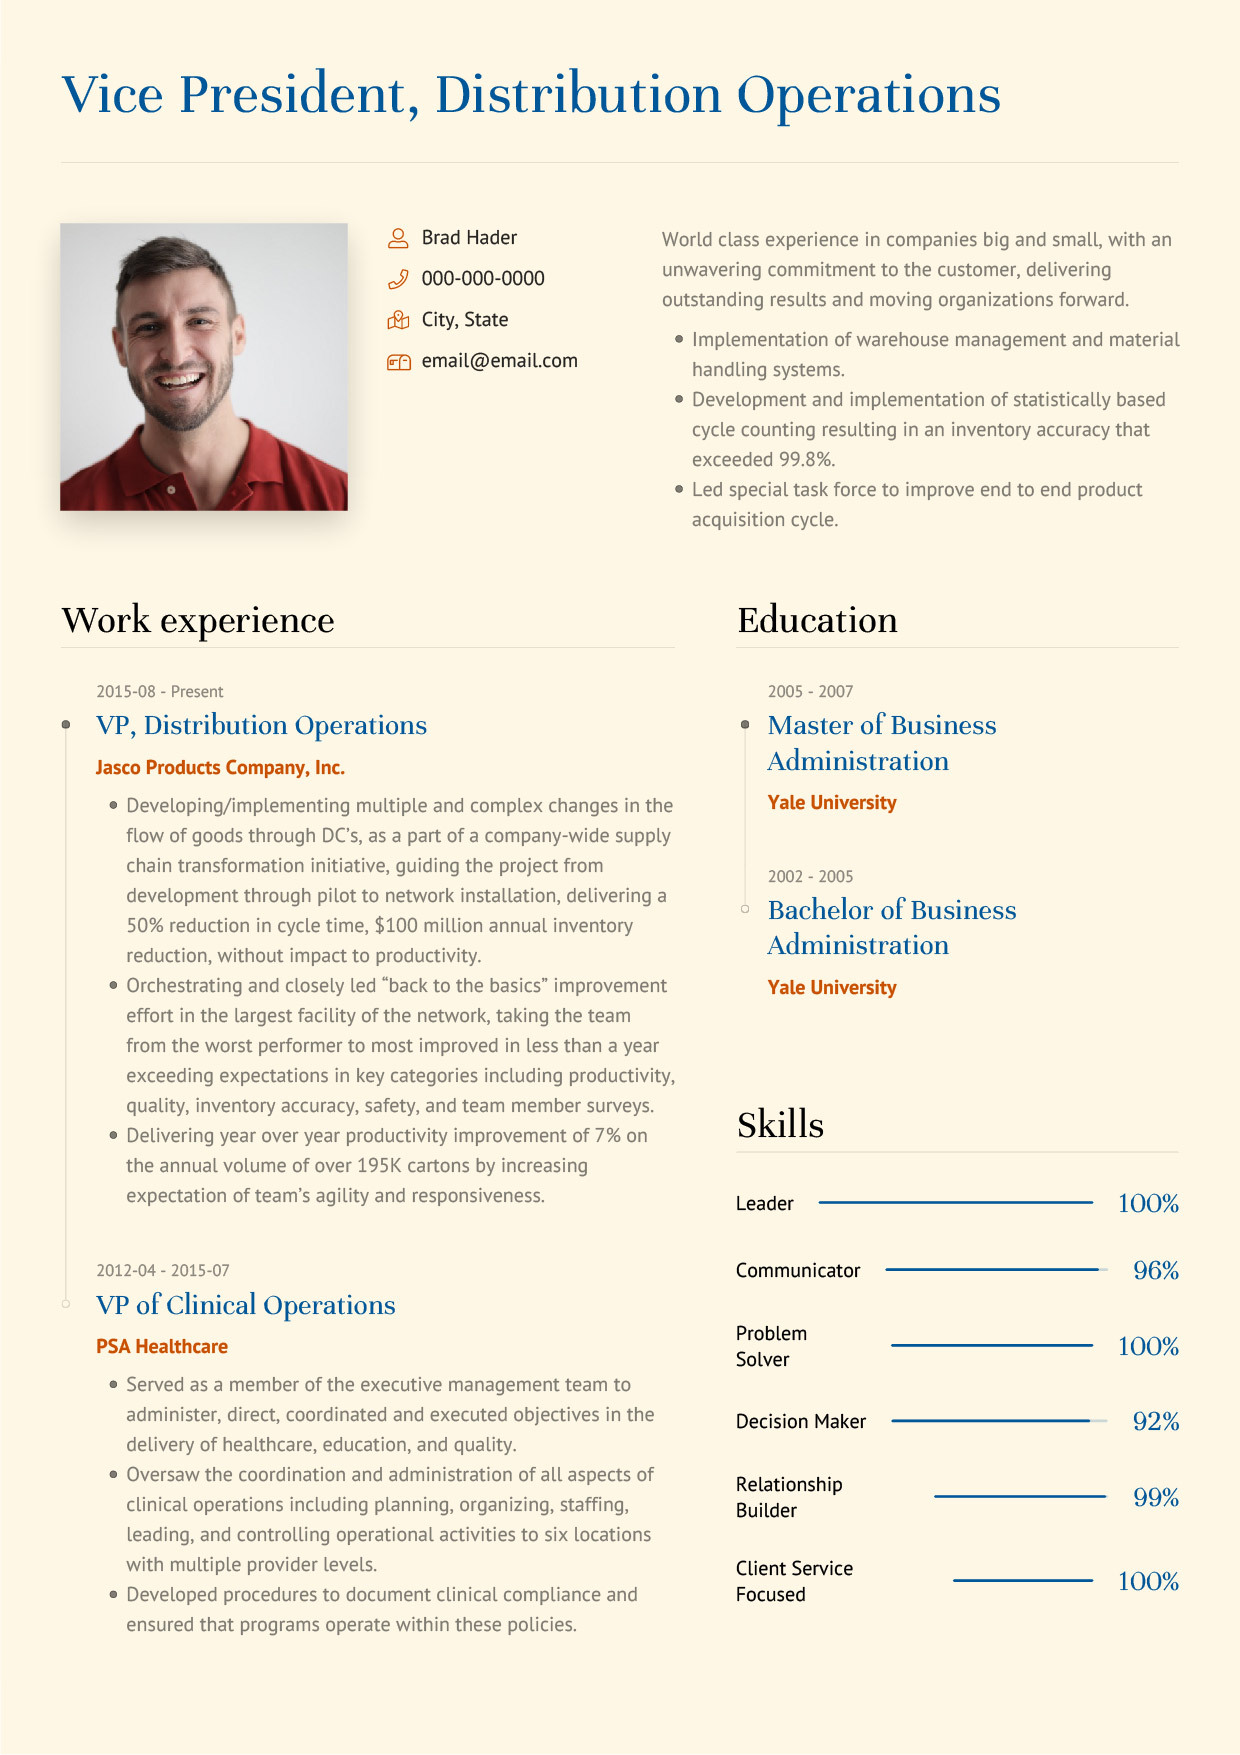 Vice President, Distribution Operations
Brad Hader
000-000-0000
City, State
email@email.com
World class experience in companies big and small, with an
unwavering commitment to the customer, delivering
outstanding results and moving organizations forward.
Implementation of warehouse management and material
handling systems.
Development and implementation of statistically based
cycle counting resulting in an inventory accuracy that
exceeded 99.8%.
Led special task force to improve end to end product
acquisition cycle.
Work experience
2015-08 - Present
VP, Distribution Operations
Jasco Products Company, Inc.
Developing/implementing multiple and complex changes in the
flow of goods through DC’s, as a part of a company-wide supply
chain transformation initiative, guiding the project from
development through pilot to network installation, delivering a
50% reduction in cycle time, $100 million annual inventory
reduction, without impact to productivity.
Orchestrating and closely led “back to the basics” improvement
effort in the largest facility of the network, taking the team
from the worst performer to most improved in less than a year
exceeding expectations in key categories including productivity,
quality, inventory accuracy, safety, and team member surveys.
Delivering year over year productivity improvement of 7% on
the annual volume of over 195K cartons by increasing
expectation of team’s agility and responsiveness.
2012-04 - 2015-07
VP of Clinical Operations
PSA Healthcare
Served as a member of the executive management team to
administer, direct, coordinated and executed objectives in the
delivery of healthcare, education, and quality.
Oversaw the coordination and administration of all aspects of
clinical operations including planning, organizing, staffing,
leading, and controlling operational activities to six locations
with multiple provider levels.
Developed procedures to document clinical compliance and
ensured that programs operate within these policies.
Education
2005 - 2007
Master of Business
Administration
Yale University
2002 - 2005
Bachelor of Business
Administration
Yale University
Skills
Leader 100%
Communicator 96%
Problem
Solver 100%
Decision Maker 92%
Relationship
Builder 99%
Client Service
Focused 100%